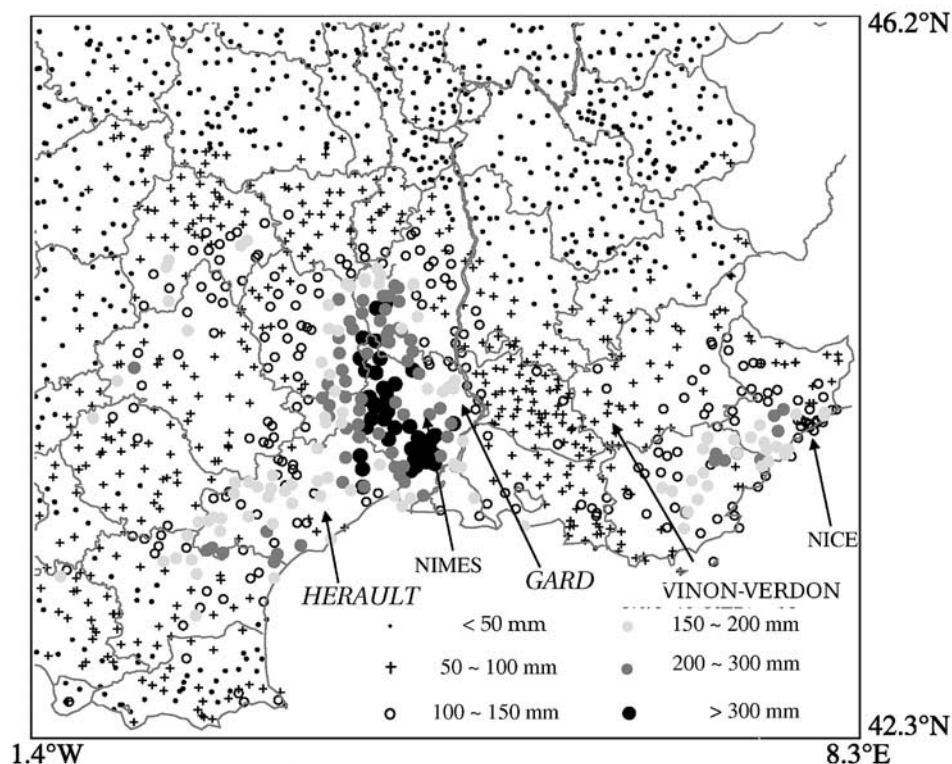 46.2°N
NICE
NIMES
HERAULT
GARD
VINON-VERDON
< 50 mm
150 ~ 200 mm
50 ~ 100 mm
200 ~ 300 mm
100 ~ 150 mm
> 300 mm
42.3°N
1.4°W
8.3°E